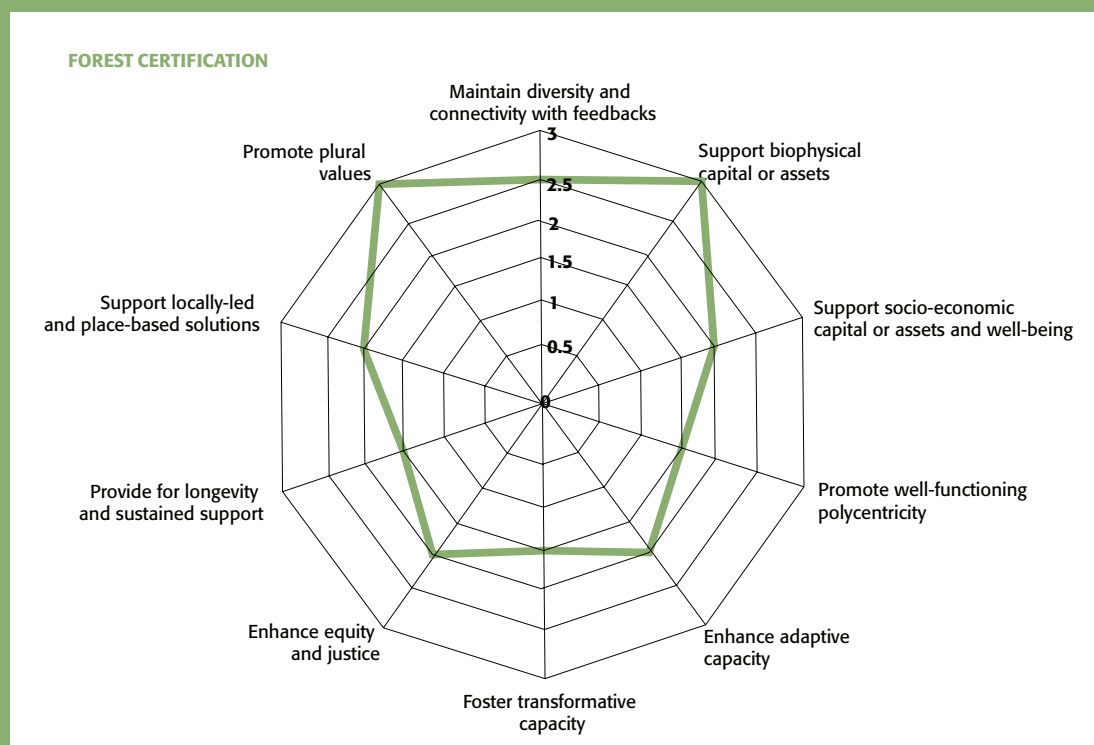 FOREST CERTIFICATION
Maintain diversity and
connectivity with feedbacks
Promote plural
values
Support biophysical
capital or assets
3
2.5
2
1.5
1
0.5
0
Support locally-led
and place-based solutions
Support socio-economic
capital or assets and well-being
Provide for longevity
and sustained support
Promote well-functioning
polycentricity
Enhance equity
and justice
Enhance adaptive
capacity
Foster transformative
capacity